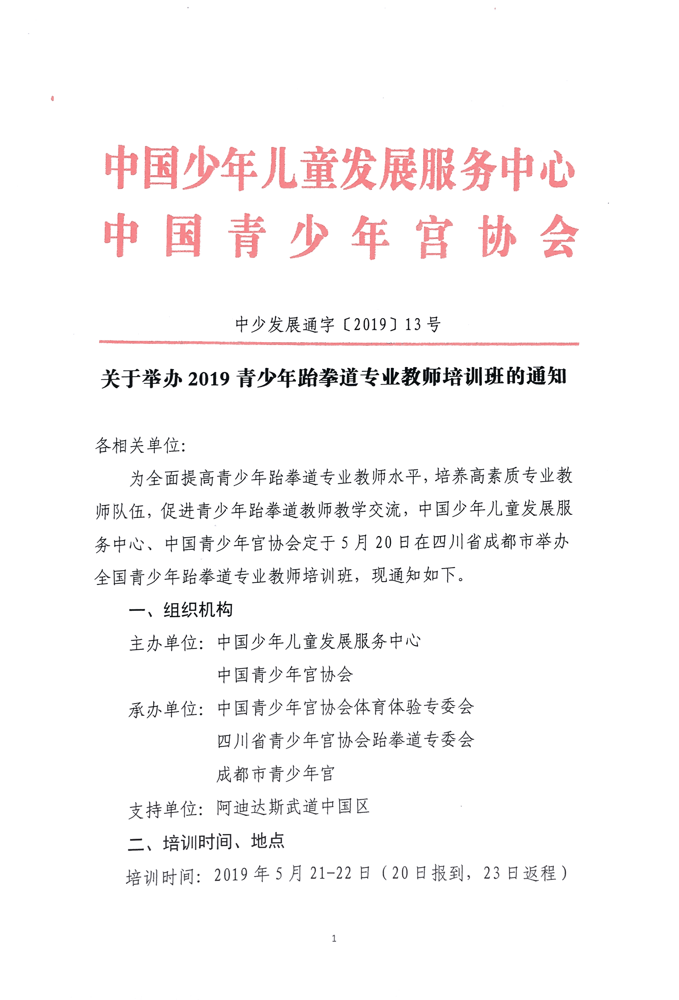 中国少年儿童发展服务中心
中国青少年宫协会
中少发展通字〔2019〕13号
关于举办2019青少年跆拳道专业教师培训班的通知
各相关单位：
为全面提高青少年跆拳道专业教师水平，培养高素质专业教
师队伍，促进青少年跆拳道教师教学交流，中国少年儿童发展服
务中心、中国青少年宫协会定于5月20日在四川省成都市举办
全国青少年跆拳道专业教师培训班，现通知如下。
一、组织机构
主办单位：中国少年儿童发展服务中心
中国青少年宫协会
承办单位：中国青少年宫协会体育体验专委会
四川省青少年宫协会跆拳道专委会
成都市青少年宫
支持单位：阿迪达斯武道中国区
二、培训时间、地点
培训时间：2019年5月21-22日（20日报到，23日返程）
1